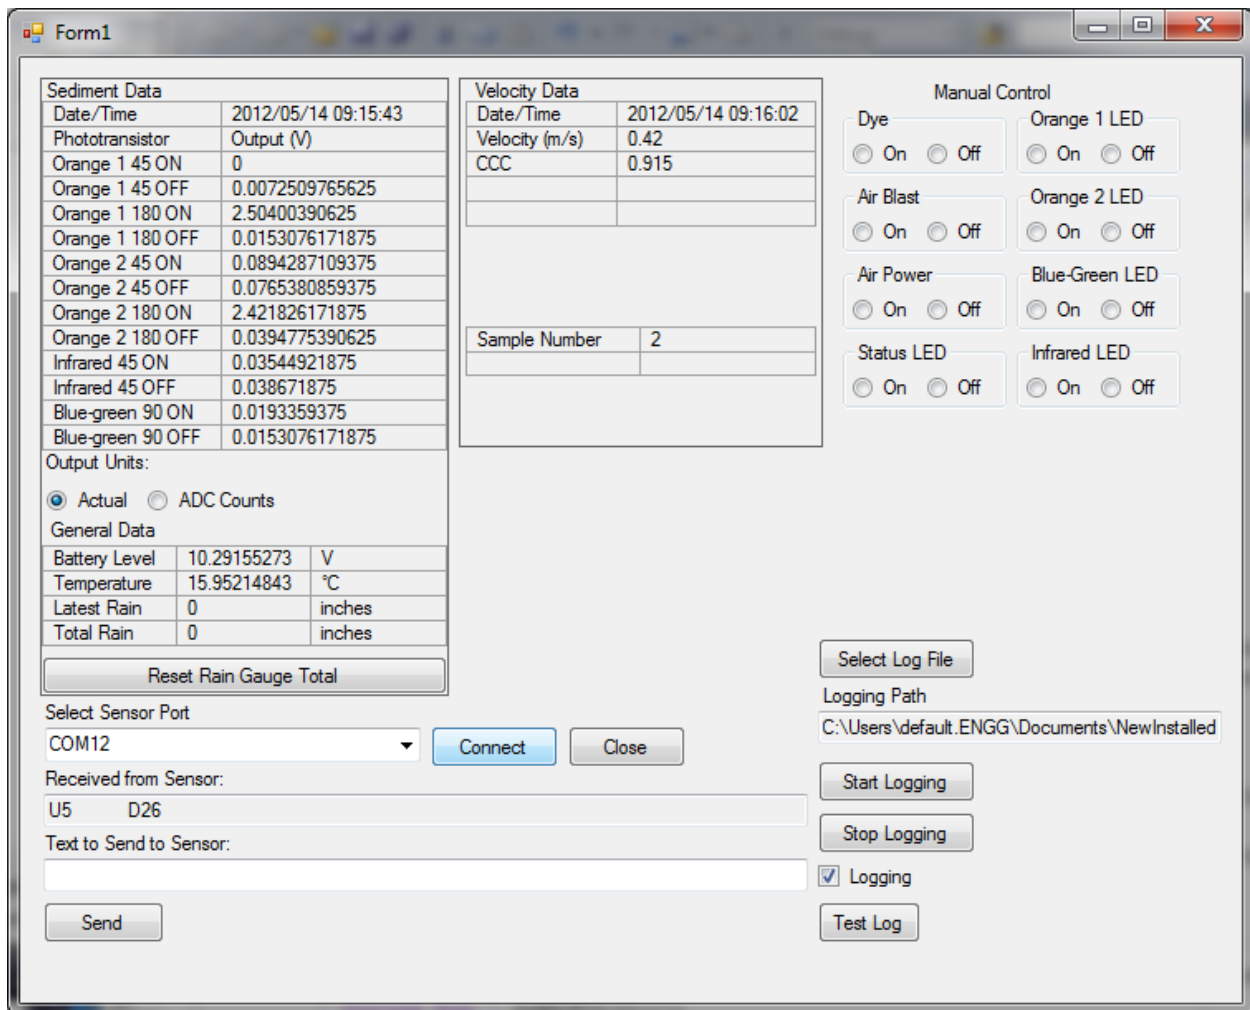 Form1
Sediment Data
Date/Time 2012/05/14 09:15:43
Phototransistor Output (V)
Orange 1 45 ON 0
Orange 1 45 OFF 0.0072509765625
Orange 1 180 ON 2.50400390625
Orange 1 180 OFF 0.0153076171875
Orange 2 45 ON 0.0894287109375
Orange 2 45 OFF 0.0765380859375
Orange 2 180 ON 2.421826171875
Orange 2 180 OFF 0.0394775390625
Infrared 45 ON 0.03544921875
Infrared 45 OFF 0.038671875
Blue-green 90 ON 0.0193359375
Blue-green 90 OFF 0.0153076171875
Output Units:
Actual ADC Counts
General Data
Battery Level 10.29155273 V
Temperature 15.95214843 °C
Latest Rain 0 inches
Total Rain 0 inches
Reset Rain Gauge Total
Velocity Data
Date/Time 2012/05/14 09:16:02
Velocity (m/s) 0.42
CCC 0.915
Sample Number 2
Manual Control
Dye
On Off
Orange 1 LED
On Off
Air Blast
On Off
Orange 2 LED
On Off
Air Power
On Off
Blue-Green LED
On Off
Status LED
On Off
Infrared LED
On Off
Select Sensor Port
COM12
Connect Close
Received from Sensor:
U5 D26
Text to Send to Sensor:
Send
Select Log File
Logging Path
C:\Users\default.ENGG\Documents\NewInstalled
Start Logging
Stop Logging
Logging
Test Log